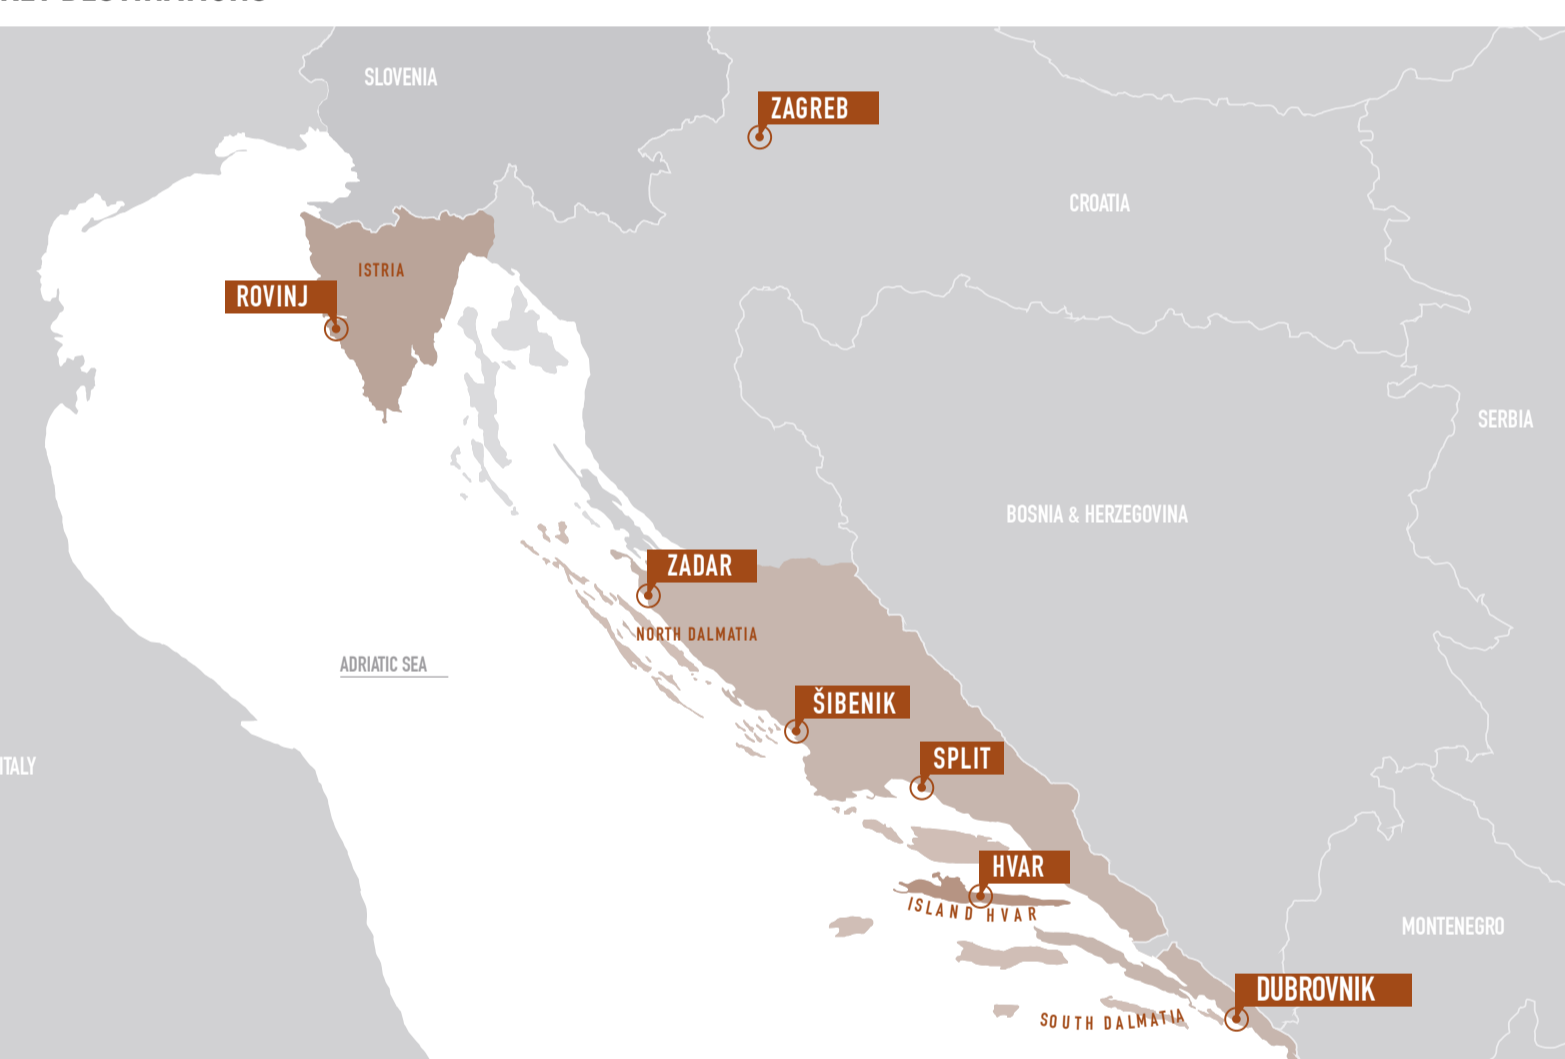 SLOVENIA
ZAGREB
CROATIA
ISTRIA
ROVINJ
SERBIA
BOSNIA & HERZEGOVINA
ZADAR
NORTH DALMATIA
ADRIATIC SEA
ŠIBENIK
SPLIT
ITALY
HVAR
ISLAND HVAR
MONTENEGRO
DUBROVNIK
SOUTH DALMATIA